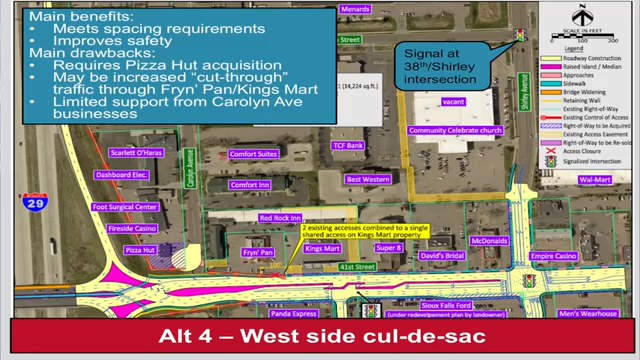 Main benefits:
• Meets spacing requirements
• Improves safety
Main drawbacks:
• Requires Pizza Hut acquisition
• May be increased “cut-through”
traffic through Fryn’ Pan/Kings Mart
• Limited support from Carolyn Ave
businesses
Menards
Street
Signal at
38th/Shirley
intersection
SCALE IN FEET
0 100 200
Legend
Roadway Construction
Raised Island / Median
Approaches
Sidewalk
Bridge Widening
Retaining Wall
Existing Right-of-Way
Existing Control of Access
Right-of-Way to be Acquired
Existing Access Easement
Right-of-Way to be Re-sold
Access Closure
Signalized Intersection
Shirley Avenue
(14,224 sq.ft.)
vacant
Community Celebrate church
Scarlett O'Haras
Carolyn Avenue
Comfort Suites
TCF Bank
Dashboard Elec.
Comfort Inn
Best Western
Wal-Mart
29
Foot Surgical Center
Red Rock Inn
Fireside Casino
2 existing accesses combined to a single
shared access on Kings Mart property
Pizza Hut
Fryn' Pan
Kings Mart
Super 8
McDonalds
David's Bridal
Empire Casino
41st Street
Panda Express
Sioux Falls Ford
(under redevelopment plan by landowner)
Men's Wearhouse
Alt 4 – West side cul-de-sac